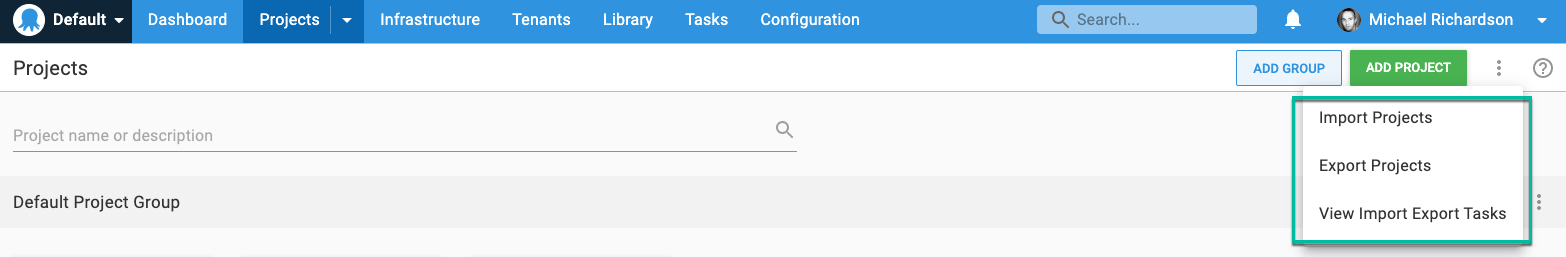 Default Dashboard Projects Infrastructure Tenants Library Tasks Configuration Search... Michael Richardson
Projects ADD GROUP ADD PROJECT
Import Projects
Project name or description
Export Projects
Default Project Group
View Import Export Tasks